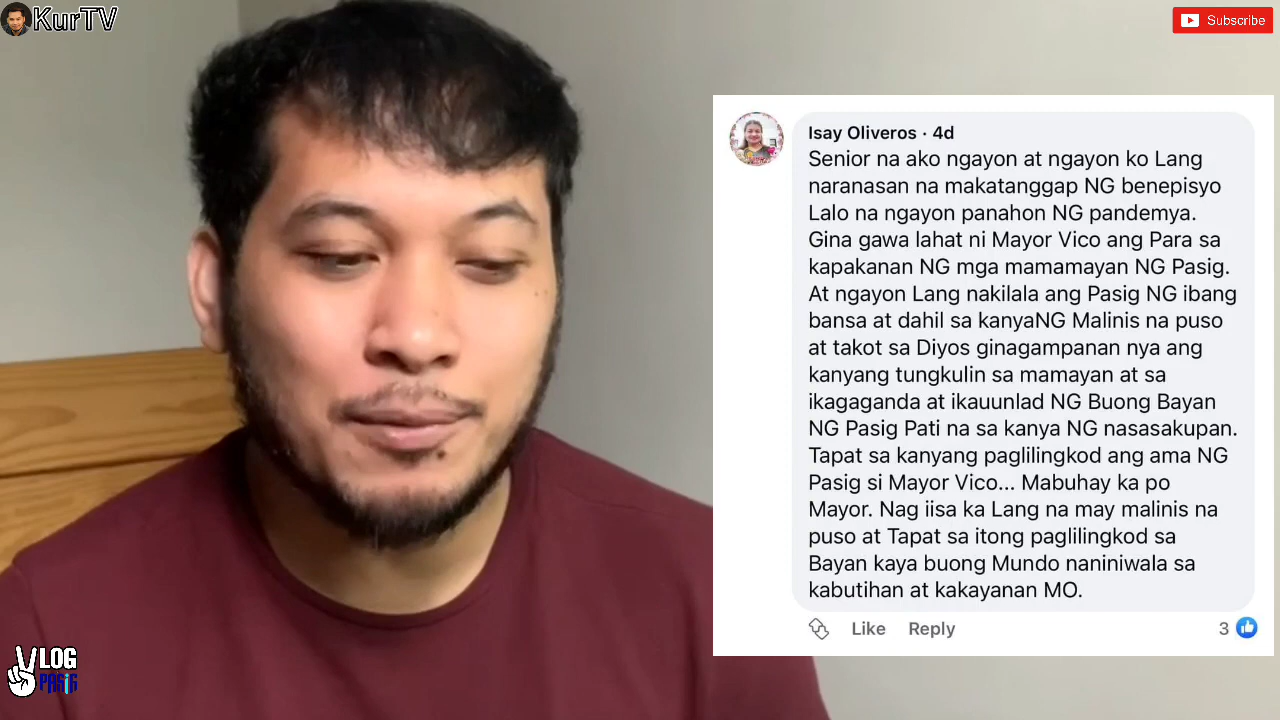 KurTV
Subscribe
Isay Oliveros · 4d
Senior na ako ngayon at ngayon ko Lang
naranasan na makatanggap NG benepisyo
Lalo na ngayon panahon NG pandemya.
Gina gawa lahat ni Mayor Vico ang Para sa
kapakanan NG mga mamamayan NG Pasig.
At ngayon Lang nakilala ang Pasig NG ibang
bansa at dahil sa kanyaNG Malinis na puso
at takot sa Diyos ginagampanan nya ang
kanyang tungkulin sa mamayan at sa
ikagaganda at ikauunlad NG Buong Bayan
NG Pasig Pati na sa kanya NG nasasakupan.
Tapat sa kanyang paglilingkod ang ama NG
Pasig si Mayor Vico... Mabuhay ka po
Mayor. Nag iisa ka Lang na may malinis na
puso at Tapat sa itong paglilingkod sa
Bayan kaya buong Mundo naniniwala sa
kabutihan at kakayanan MO.
Like Reply 3
VLOG
PASiG